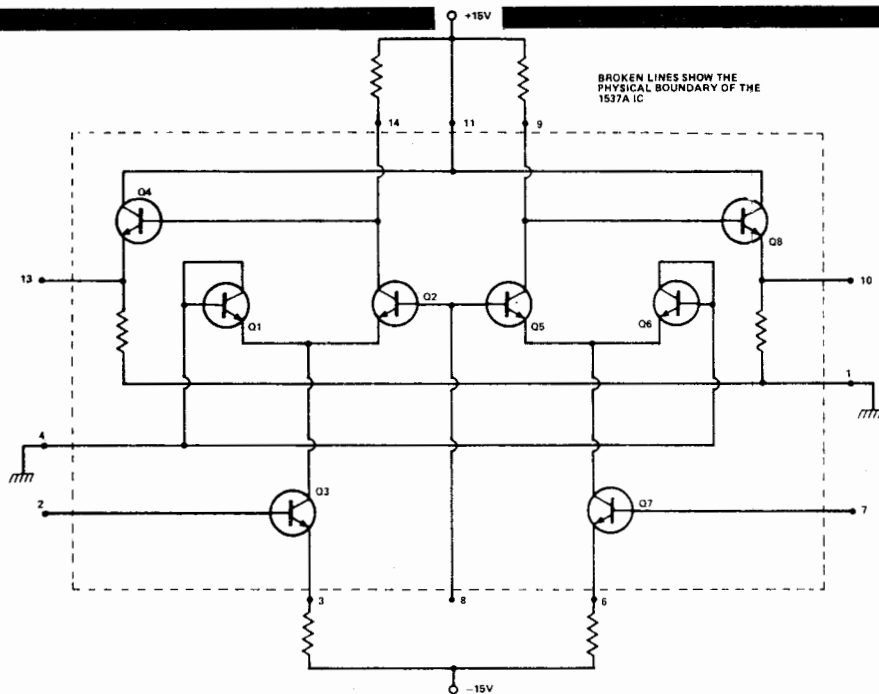 +15V
BROKEN LINES SHOW THE
PHYSICAL BOUNDARY OF THE
1537A IC
14
11
9
Q4
Q8
13
10
Q1
Q2
Q5
Q6
1
4
2
Q3
Q7
7
3
8
6
−15V